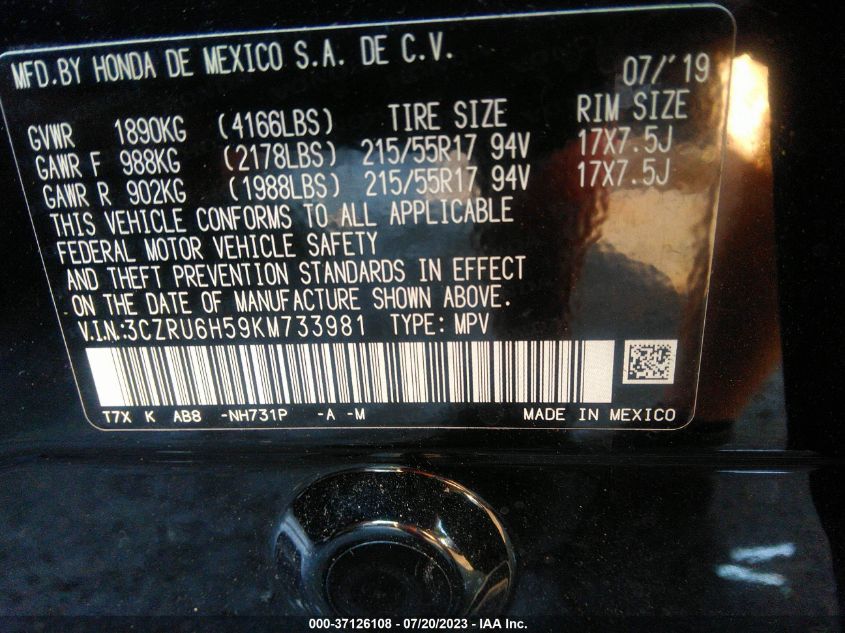 MFD.BY HONDA DE MEXICO S.A. DE C.V. 07/'19
GVWR 1890KG (4166LBS) TIRE SIZE RIM SIZE
GAWR F 988KG (2178LBS) 215/55R17 94V 17X7.5J
GAWR R 902KG (1988LBS) 215/55R17 94V 17X7.5J
THIS VEHICLE CONFORMS TO ALL APPLICABLE
FEDERAL MOTOR VEHICLE SAFETY
AND THEFT PREVENTION STANDARDS IN EFFECT
ON THE DATE OF MANUFACTURE SHOWN ABOVE.
V.I.N.:3CZRU6H59KM733981 TYPE: MPV
T7X K AB8 -NH731P -A -M MADE IN MEXICO
000-37126108 - 07/20/2023 - IAA Inc.